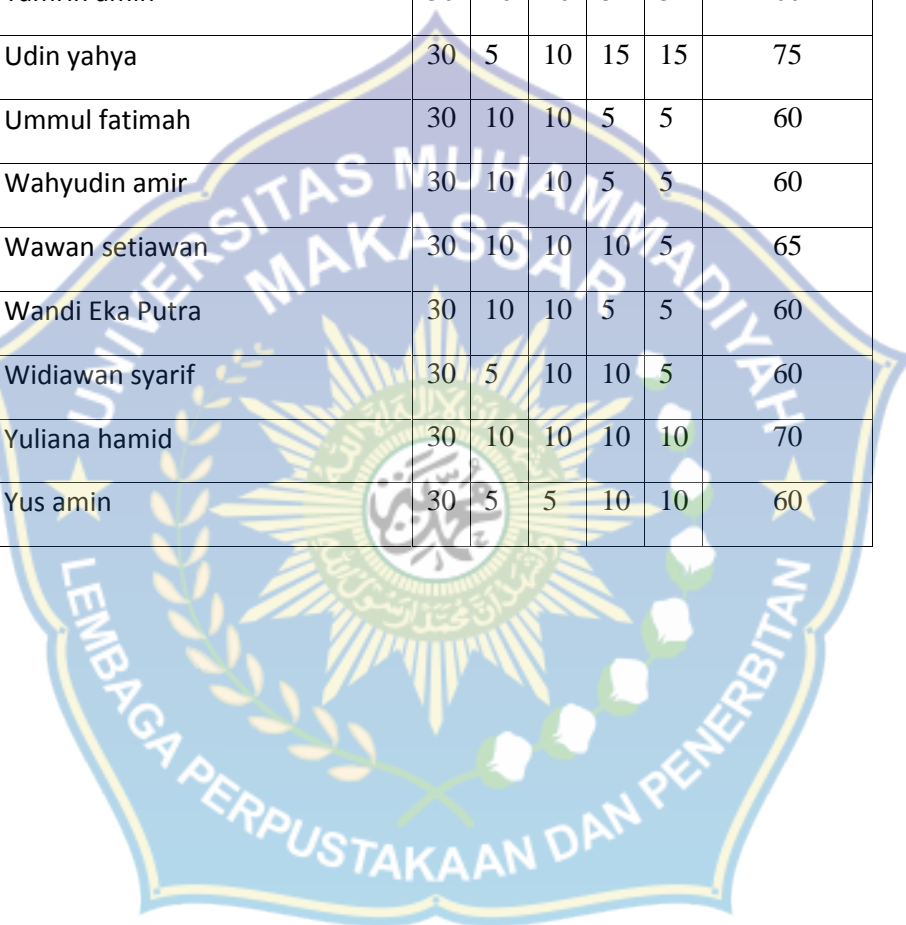 Udin yahya 30 5 10 15 15 75
Ummul fatimah 30 10 10 5 5 60
Wahyudin amir 30 10 10 5 5 60
Wawan setiawan 30 10 10 10 5 65
Wandi Eka Putra 30 10 10 5 5 60
Widiawan syarif 30 5 10 10 5 60
Yuliana hamid 30 10 10 10 10 70
Yus amin 30 5 5 10 10 60
UNIVERSITAS MUHAMMADIYAH
MAKASSAR
LEMBAGA PERPUSTAKAAN DAN PENERBITAN